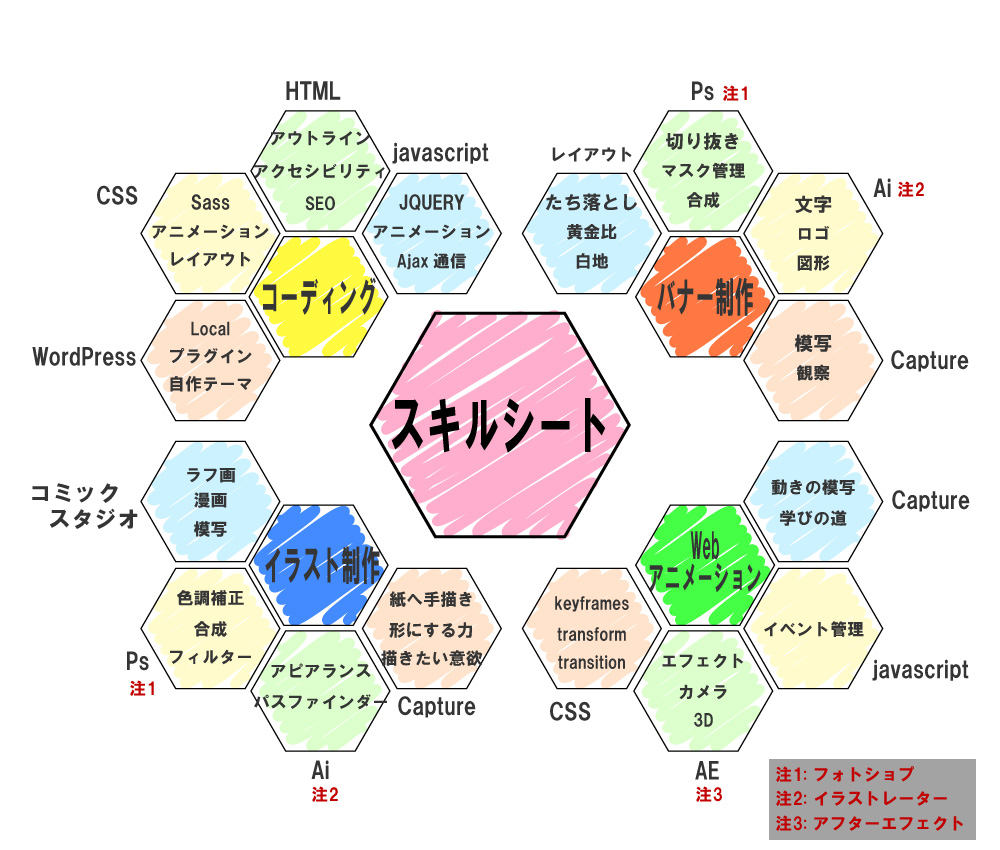 HTML
アウトライン
アクセシビリティ
SEO
javascript
JQUERY
アニメーション
Ajax 通信
CSS
Sass
アニメーション
レイアウト
コーディング
WordPress
Local
プラグイン
自作テーマ
Ps 注1
切り抜き
マスク管理
合成
レイアウト
たち落とし
黄金比
白地
Ai 注2
文字
ロゴ
図形
バナー制作
模写
観察
Capture
スキルシート
コミック
スタジオ
ラフ画
漫画
模写
イラスト制作
色調補正
合成
フィルター
Ps
注1
紙へ手描き
形にする力
描きたい意欲
Capture
アピアランス
パスファインダー
Ai
注2
動きの模写
学びの道
Capture
Web
アニメーション
keyframes
transform
transition
CSS
イベント管理
javascript
エフェクト
カメラ
3D
AE
注3
注1: フォトショプ
注2: イラストレーター
注3: アフターエフェクト